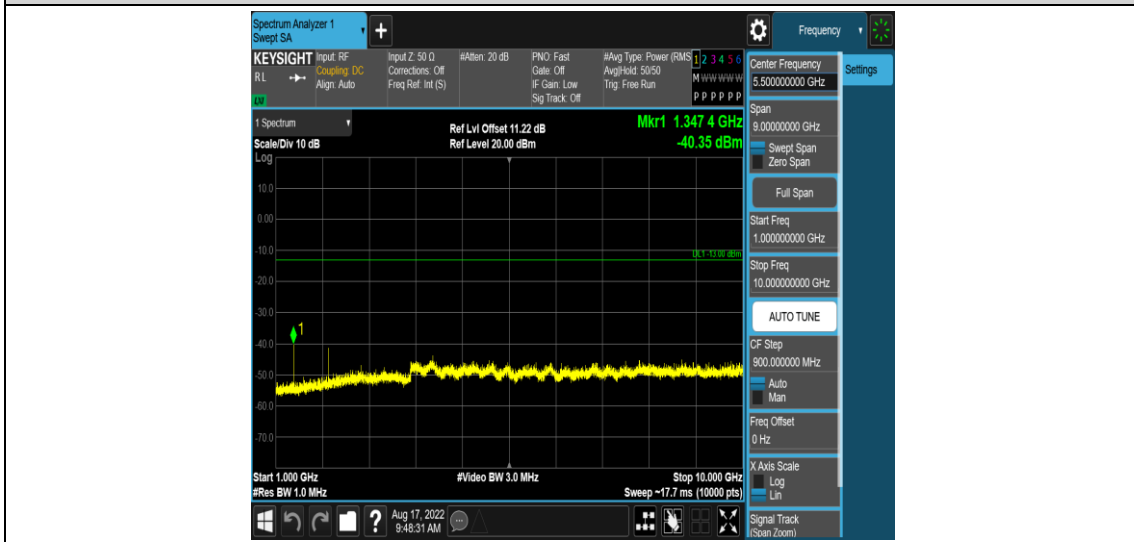 Spectrum Analyzer 1
Swept SA
Frequency
KEYSIGHT
RL
Input: RF
Coupling: DC
Align: Auto
Input Z: 50 Ω
Corrections: Off
Freq Ref: Int (S)
#Atten: 20 dB
PNO: Fast
Gate: Off
IF Gain: Low
Sig Track: Off
#Avg Type: Power (RMS
Avg|Hold: 50/50
Trig: Free Run
1 2 3 4 5 6
M W W W W W
P P P P P P
1 Spectrum
Scale/Div 10 dB
Log
Ref Lvl Offset 11.22 dB
Ref Level 20.00 dBm
Mkr1 1.347 4 GHz
-40.35 dBm
10.0
0.00
-10.0
DL1 -13.00 dBm
-20.0
-30.0
1
-40.0
-50.0
-60.0
-70.0
Start 1.000 GHz
#Video BW 3.0 MHz
Stop 10.000 GHz
#Res BW 1.0 MHz
Sweep ~17.7 ms (10000 pts)
Center Frequency
5.50000000 GHz
Settings
Span
9.00000000 GHz
Swept Span
Zero Span
Full Span
Start Freq
1.000000000 GHz
Stop Freq
10.000000000 GHz
AUTO TUNE
CF Step
900.000000 MHz
Auto
Man
Freq Offset
0 Hz
X Axis Scale
Log
Lin
Signal Track
(Span Zoom)
?
Aug 17, 2022
9:48:31 AM